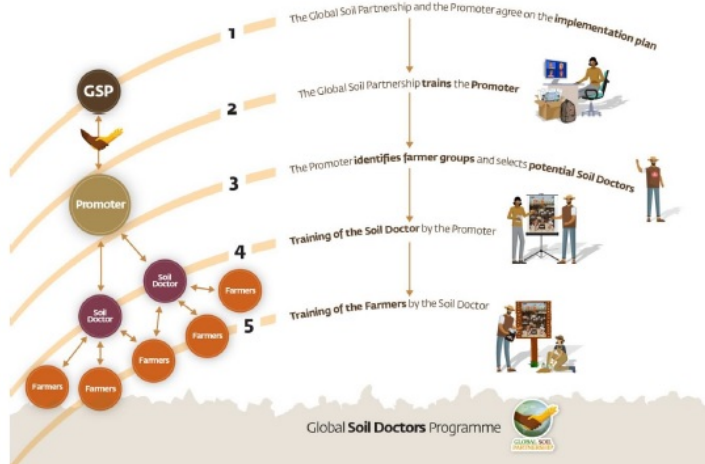 1 The Global Soil Partnership and the Promoter agree on the implementation plan
GSP
2 The Global Soil Partnership trains the Promoter
3 The Promoter identifies farmer groups and selects potential Soil Doctors
Promoter
4 Training of the Soil Doctor by the Promoter
Soil
Doctor
Farmers
Soil
Doctor
5 Training of the Farmers by the Soil Doctor
Farmers
Farmers
Farmers
Farmers
Global Soil Doctors Programme
GLOBAL SOIL
PARTNERSHIP